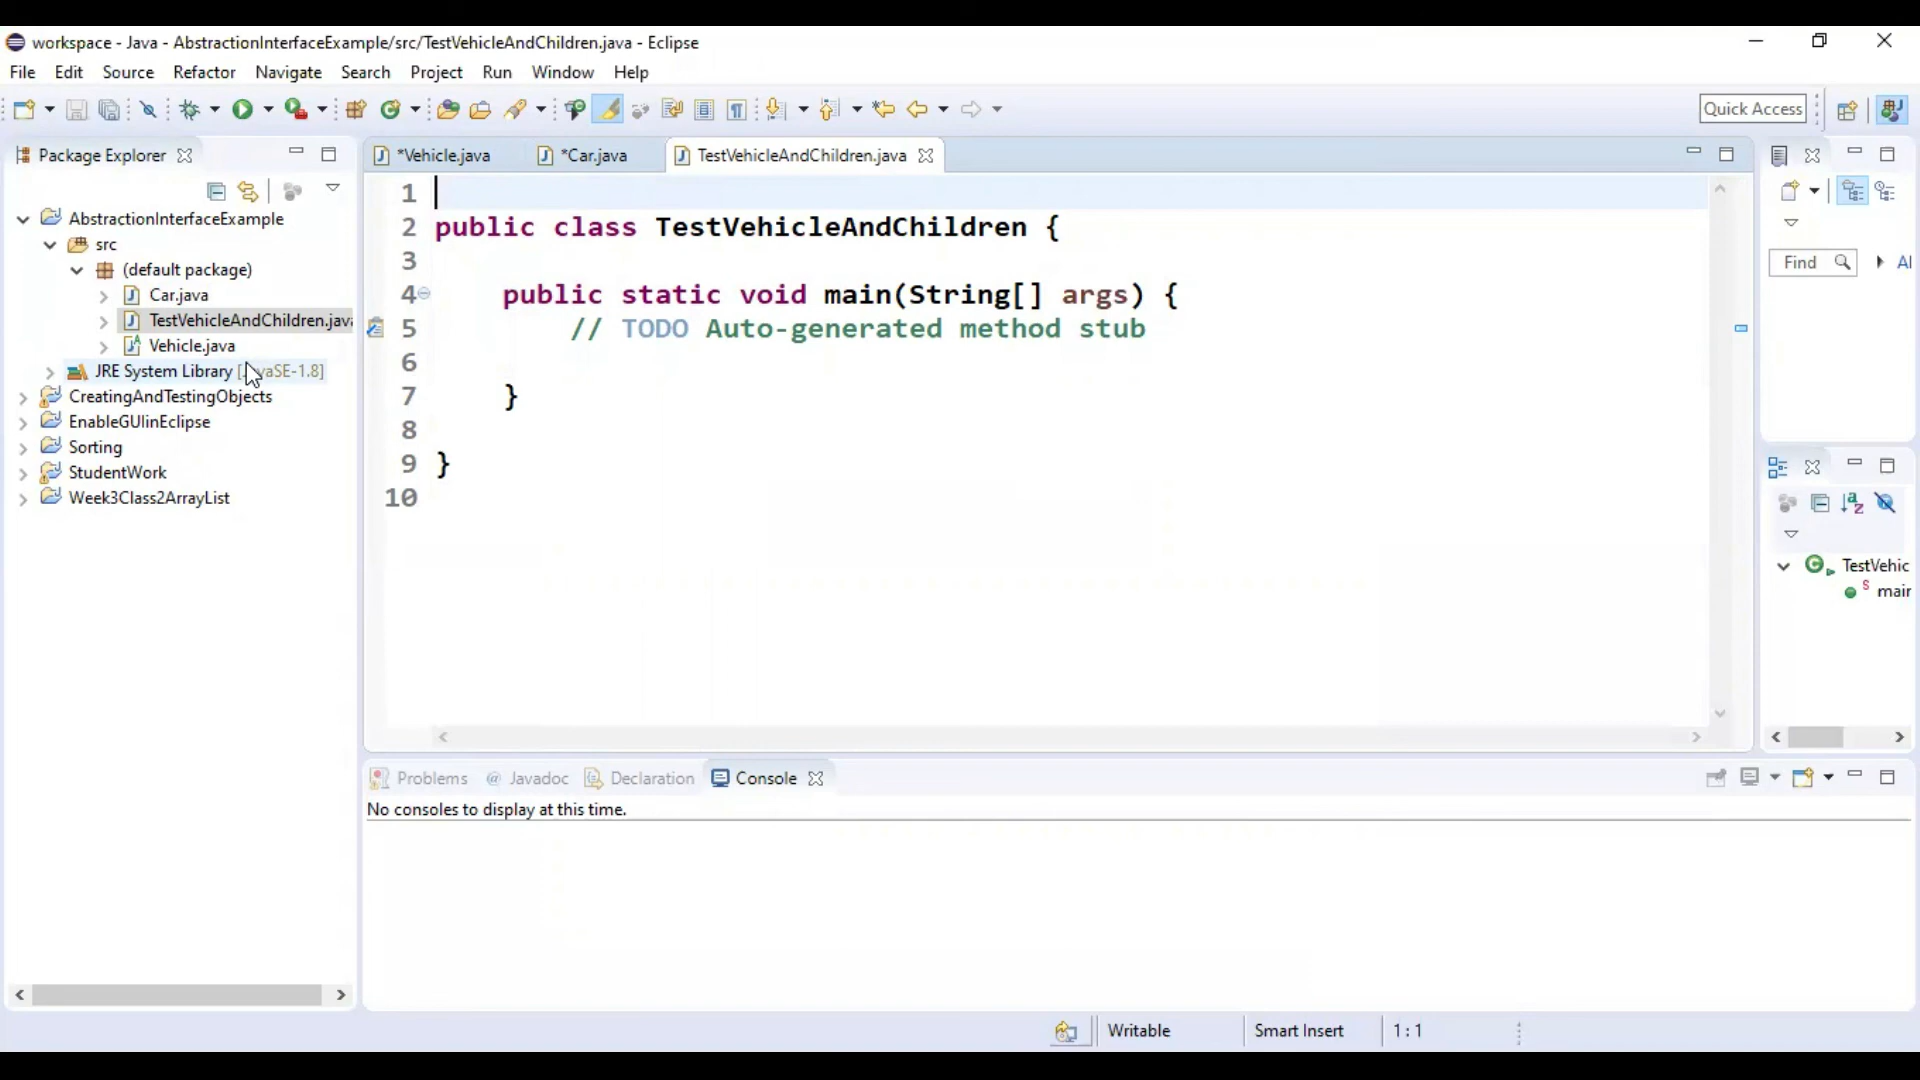 workspace - Java - AbstractionInterfaceExample/src/TestVehicleAndChildren.java - Eclipse
File Edit Source Refactor Navigate Search Project Run Window Help
Quick Access
Package Explorer
*Vehicle.java *Car.java TestVehicleAndChildren.java
AbstractionInterfaceExample
src
(default package)
Car.java
TestVehicleAndChildren.java
Vehicle.java
JRE System Library
CreatingAndTestingObjects
EnableGUIinEclipse
Sorting
StudentWork
Week3Class2ArrayList
1
2 public class TestVehicleAndChildren {
3
4 public static void main(String[] args) {
5 // TODO Auto-generated method stub
6
7 }
8
9 }
10
Find Al
TestVehic
main
Problems @ Javadoc Declaration Console
No consoles to display at this time.
Writable Smart Insert 1 : 1